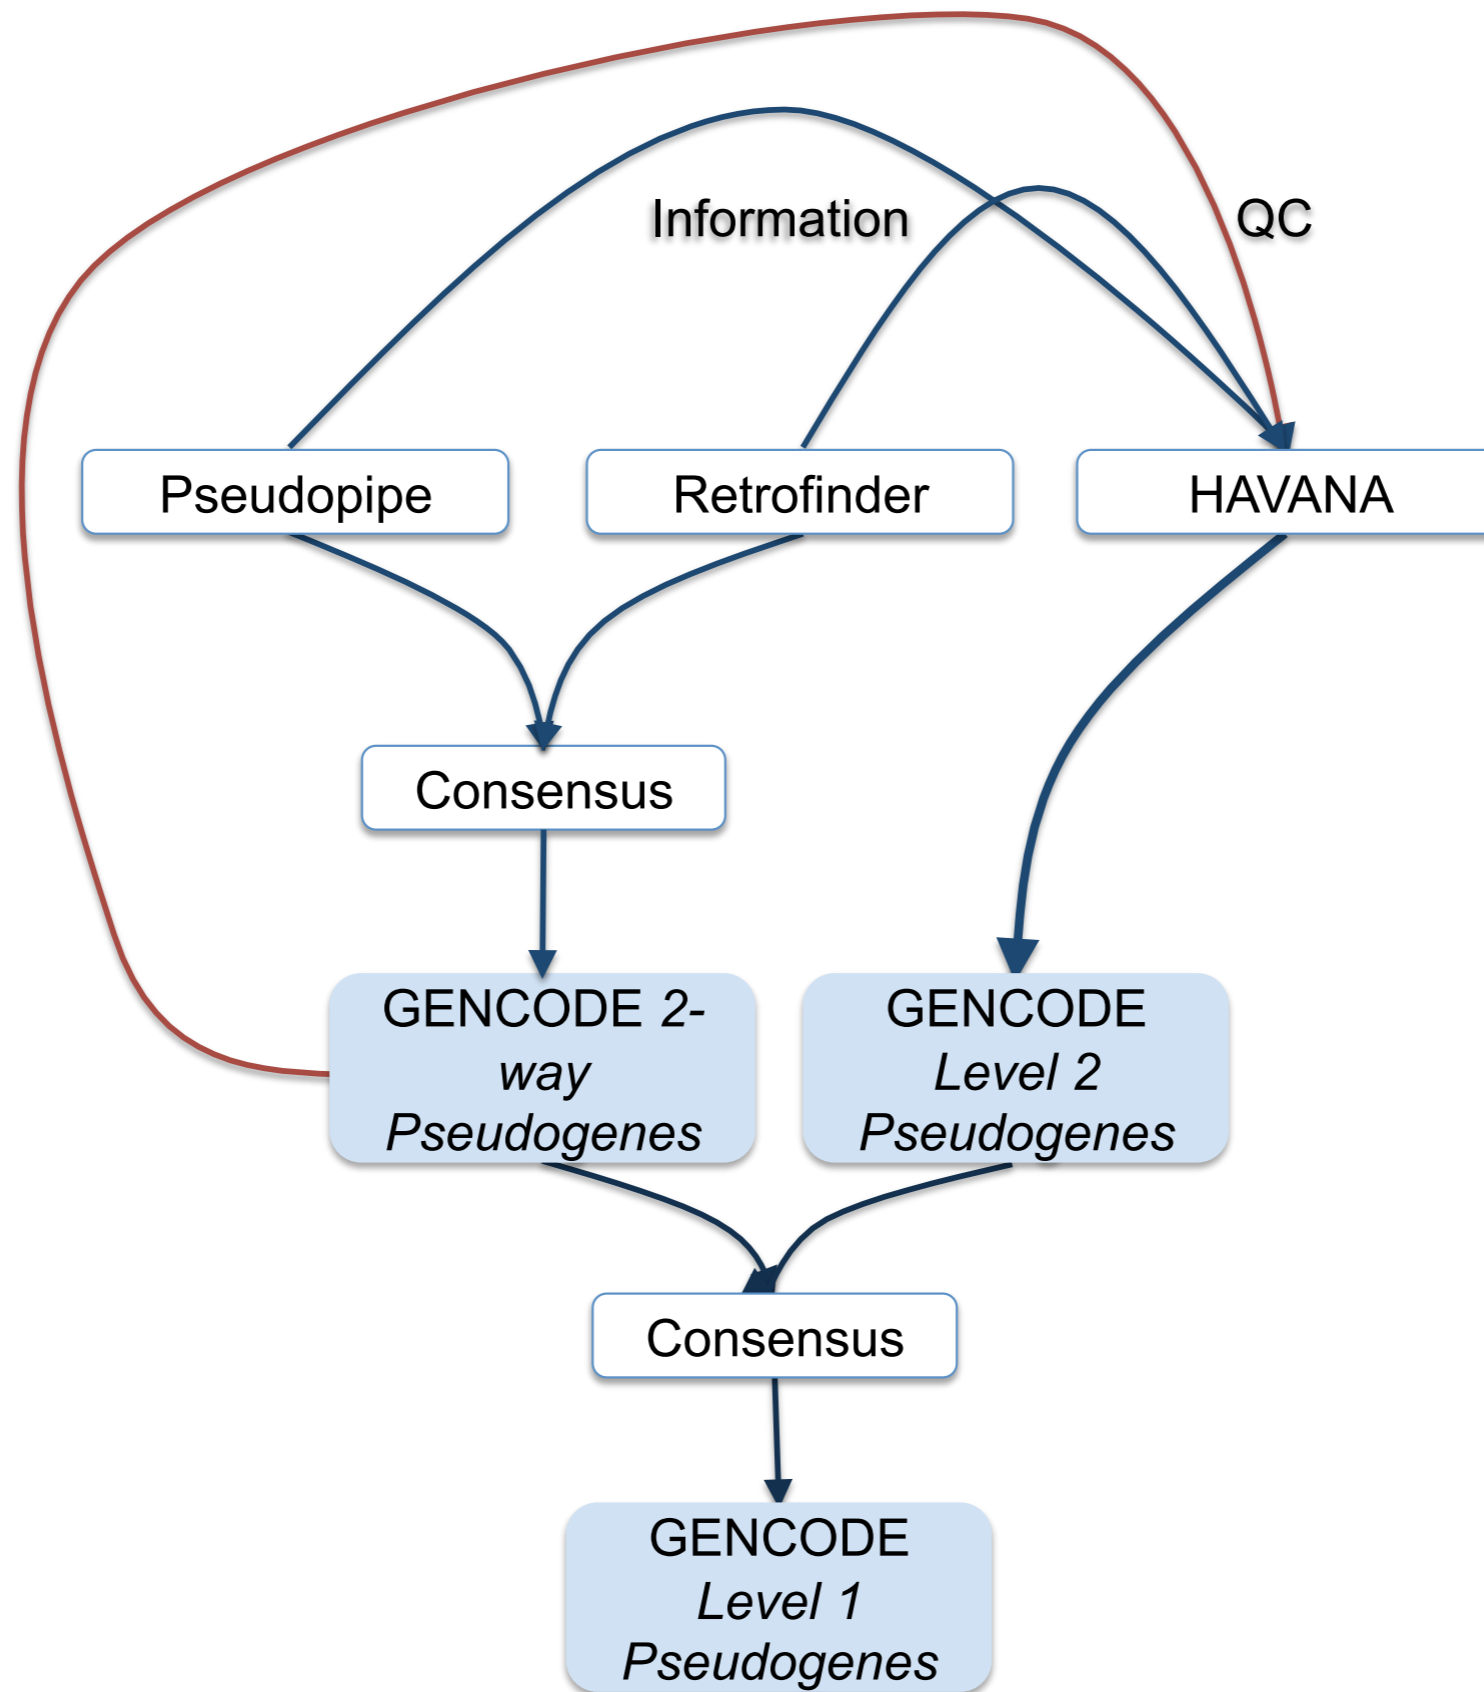 Information
QC
Pseudopipe
Retrofinder
HAVANA
Consensus
GENCODE 2-
way
Pseudogenes
GENCODE
Level 2
Pseudogenes
Consensus
GENCODE
Level 1
Pseudogenes